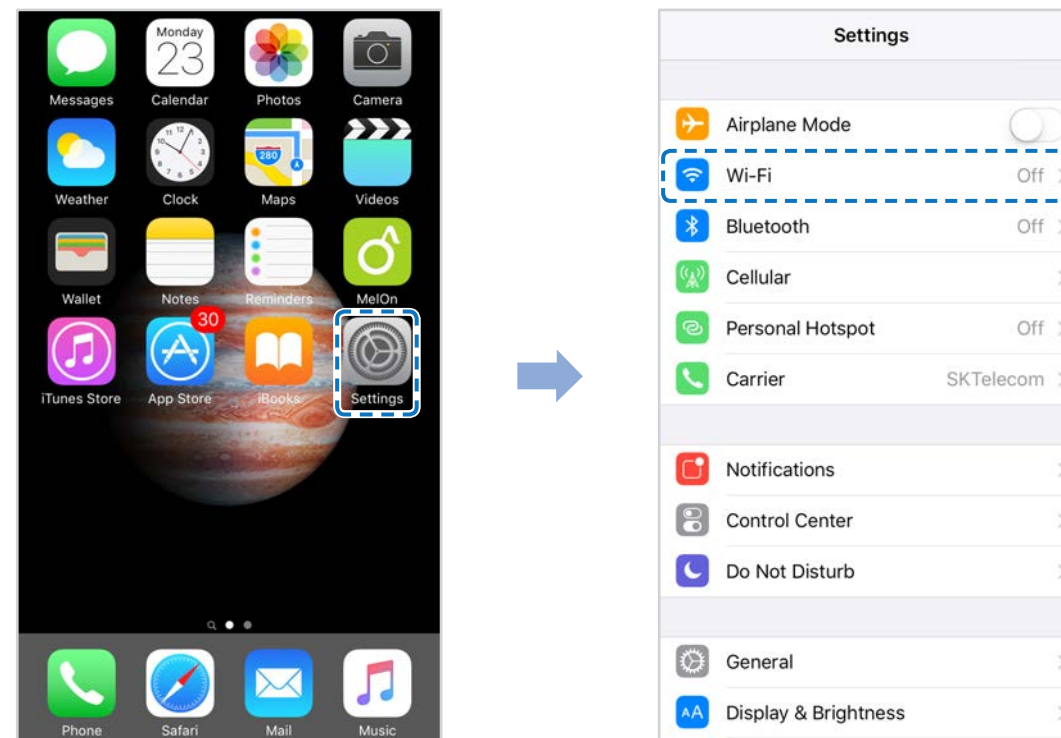 Monday
23
Messages Calendar Photos Camera
12
280
Weather Clock Maps Videos
Wallet Notes Reminders MelOn
30
iTunes Store App Store iBooks Settings
Phone Safari Mail Music
Settings
Airplane Mode
Wi-Fi Off
Bluetooth Off
Cellular
Personal Hotspot Off
Carrier SKTelecom
Notifications
Control Center
Do Not Disturb
General
AA Display & Brightness